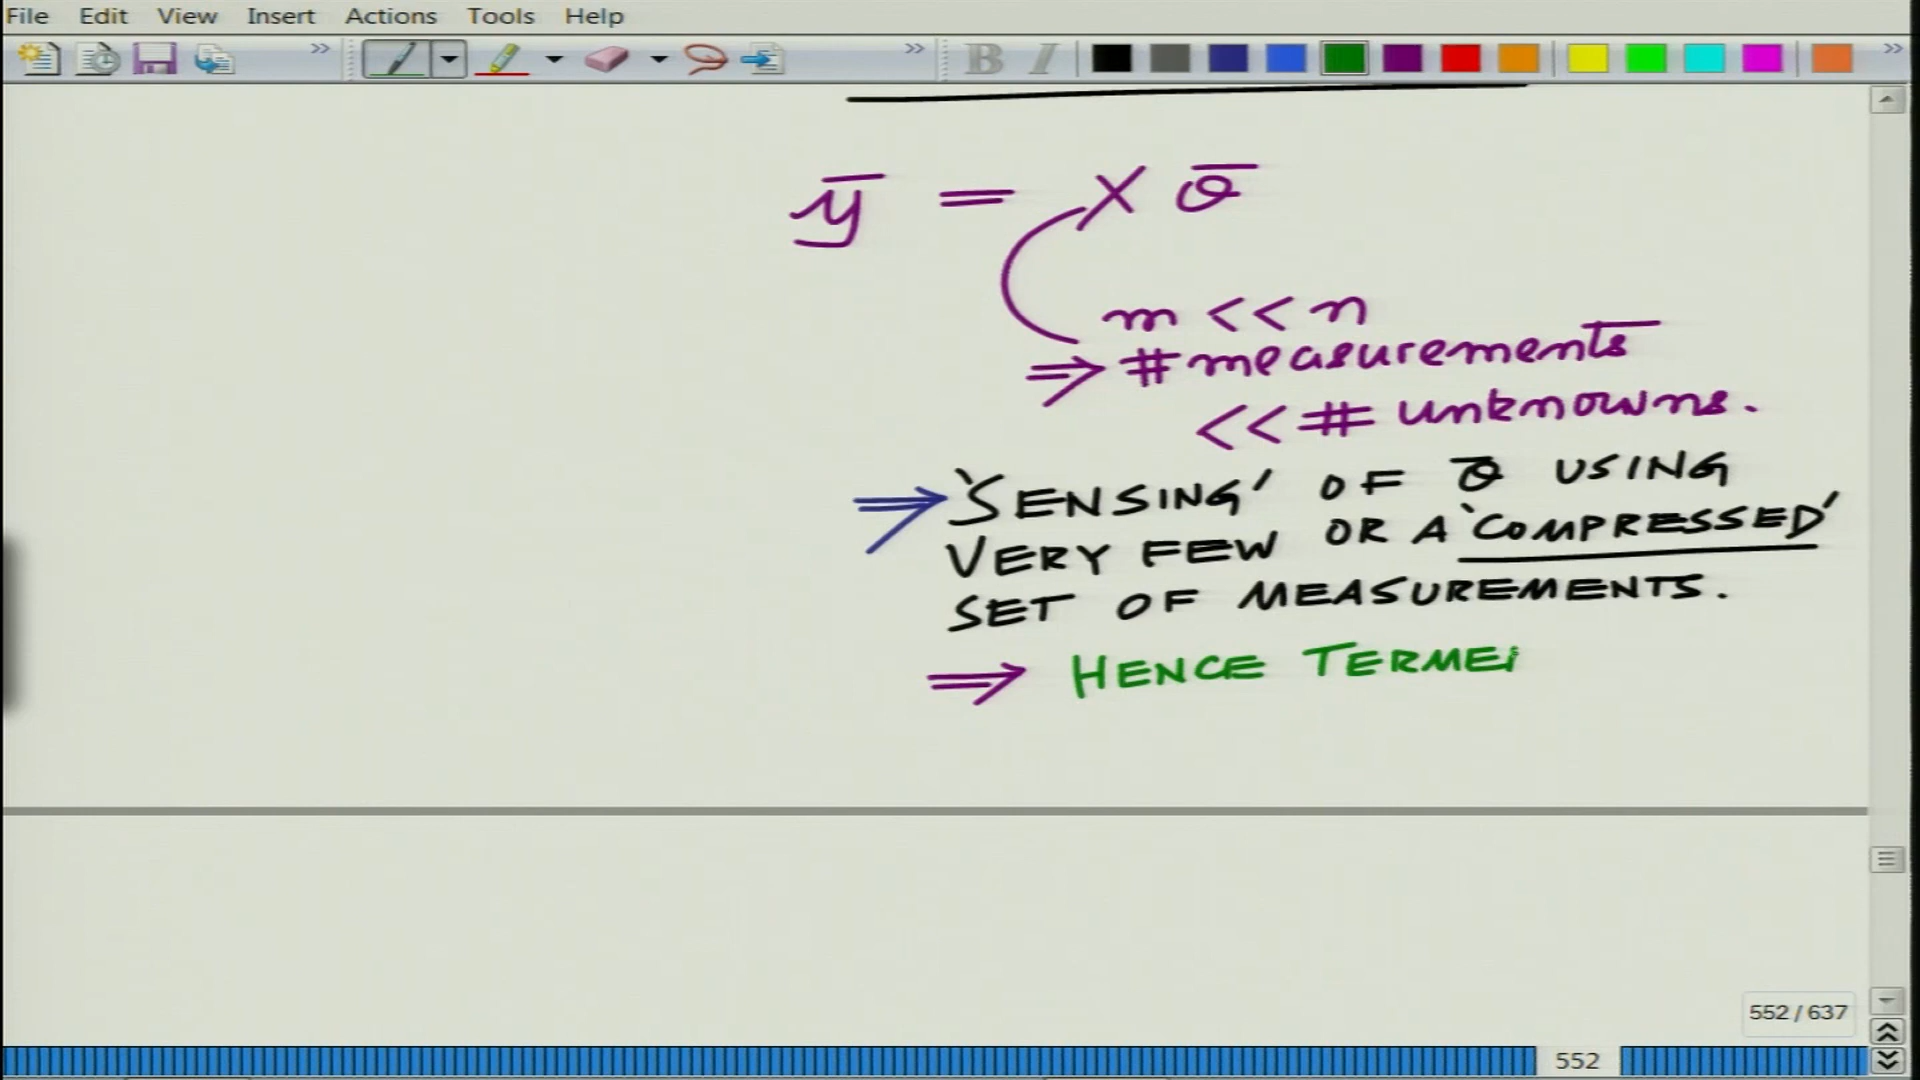 File Edit View Insert Actions Tools Help
B I
ȳ = X θ̄
m << n
⇒ #measurements
<< # unknowns.
⇒ 'SENSING' OF θ̄ USING
VERY FEW OR A 'COMPRESSED'
SET OF MEASUREMENTS.
⇒ HENCE TERME
552 / 637
552